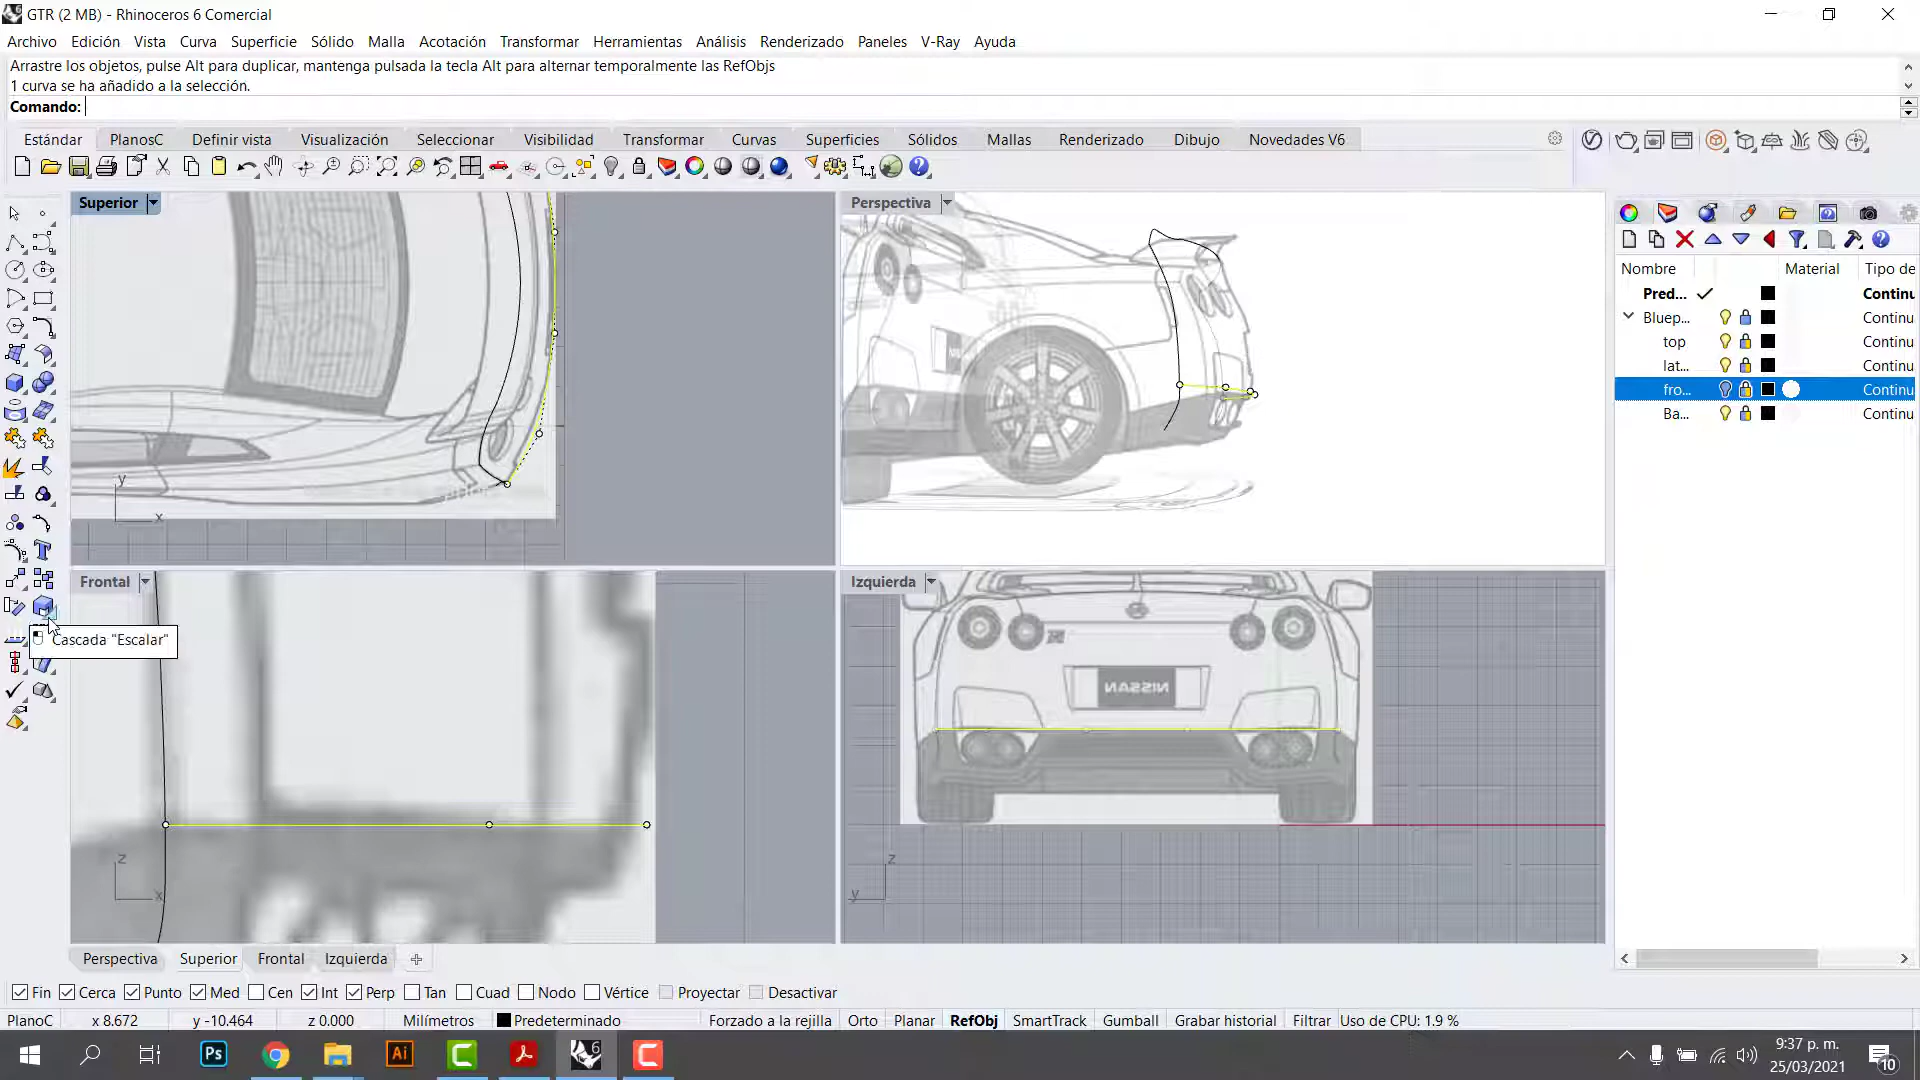 GTR (2 MB) - Rhinoceros 6 Comercial
Archivo Edición Vista Curva Superficie Sólido Malla Acotación Transformar Herramientas Análisis Renderizado Paneles V-Ray Ayuda
Arrastre los objetos, pulse Alt para duplicar, mantenga pulsada la tecla Alt para alternar temporalmente las RefObjs
1 curva se ha añadido a la selección.
Comando:
Estándar PlanosC Definir vista Visualización Seleccionar Visibilidad Transformar Curvas Superficies Sólidos Mallas Renderizado Dibujo Novedades V6
Superior
Perspectiva
Nombre Material Tipo de
Pred... Continu
Bluep... Continu
top Continu
lat... Continu
fro... Continu
Ba... Continu
y
x
Frontal
Izquierda
Cascada "Escalar"
NISSAN
z
x
z
y
Perspectiva Superior Frontal Izquierda
Fin Cerca Punto Med Cen Int Perp Tan Cuad Nodo Vértice Proyectar Desactivar
PlanoC x 8.672 y -10.464 z 0.000 Milímetros Predeterminado Forzado a la rejilla Orto Planar RefObj SmartTrack Gumball Grabar historial Filtrar Uso de CPU: 1.9 %
Ps Ai 6
9:37 p. m.
25/03/2021
10